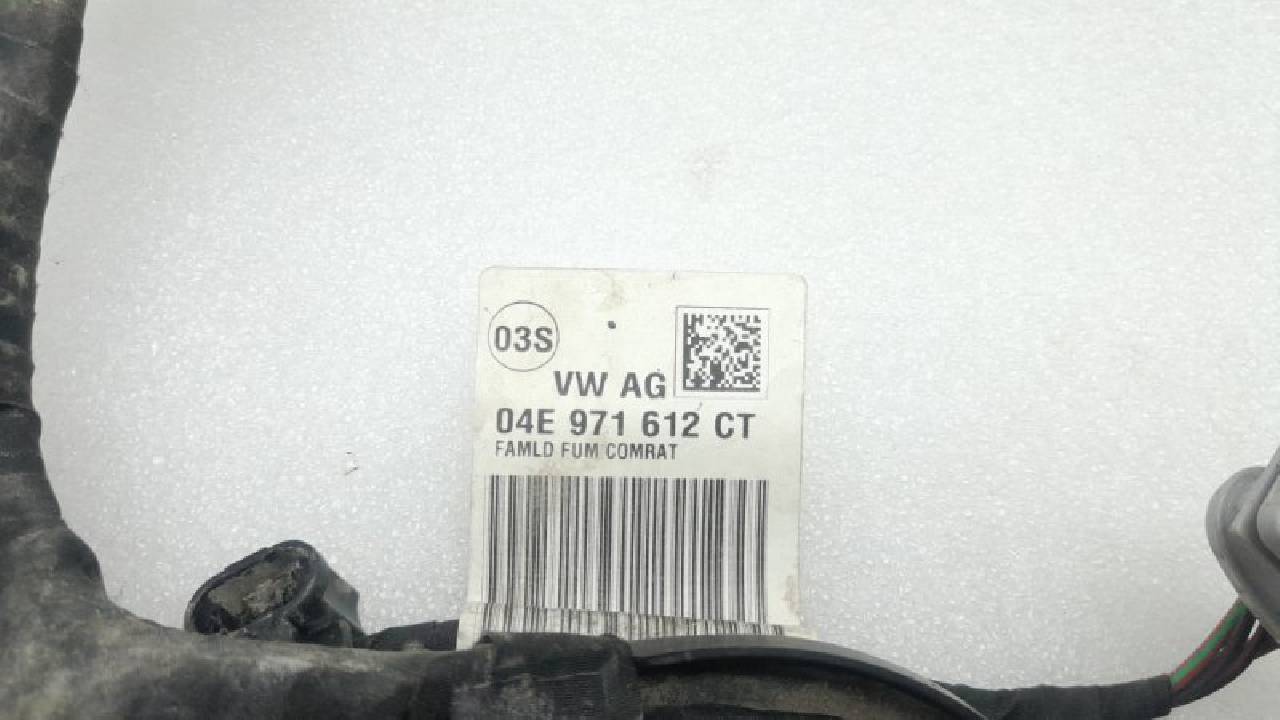 03S
VW AG
04E 971 612 CT
FAMLD FUM COMRAT